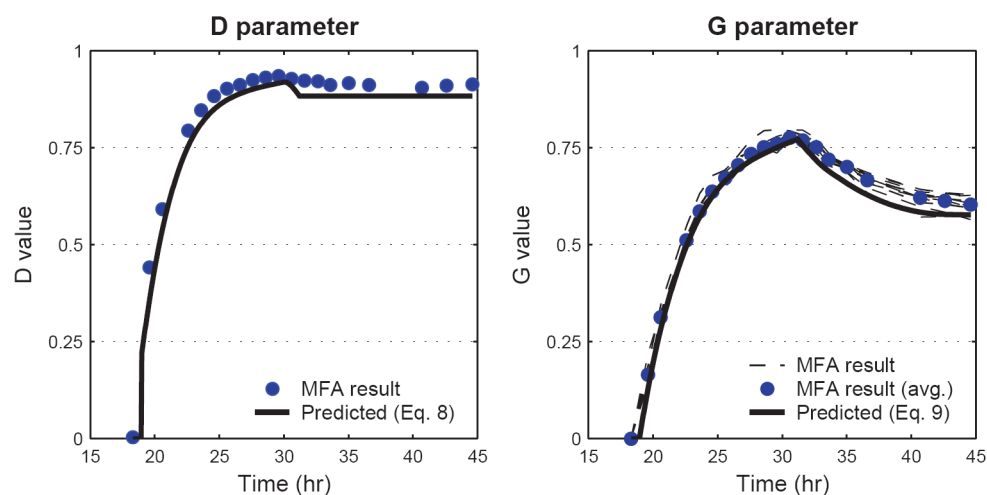 D parameter
1
0.75
0.5
0.25
0
D value
MFA result
Predicted (Eq. 8)
15 20 25 30 35 40 45
Time (hr)
G parameter
1
0.75
0.5
0.25
0
G value
MFA result
MFA result (avg.)
Predicted (Eq. 9)
15 20 25 30 35 40 45
Time (hr)